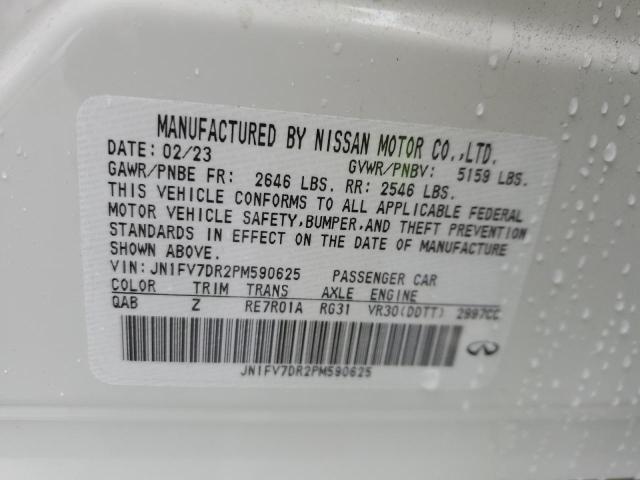 MANUFACTURED BY NISSAN MOTOR CO.,LTD.
DATE: 02/23 GVWR/PNBV: 5159 LBS.
GAWR/PNBE FR: 2646 LBS. RR: 2546 LBS.
THIS VEHICLE CONFORMS TO ALL APPLICABLE FEDERAL
MOTOR VEHICLE SAFETY,BUMPER,AND THEFT PREVENTION
STANDARDS IN EFFECT ON THE DATE OF MANUFACTURE
SHOWN ABOVE.
VIN: JN1FV7DR2PM590625 PASSENGER CAR
COLOR TRIM TRANS AXLE ENGINE
QAB Z RE7R01A RG31 VR30(DDTT) 2997CC
JN1FV7DR2PM590625